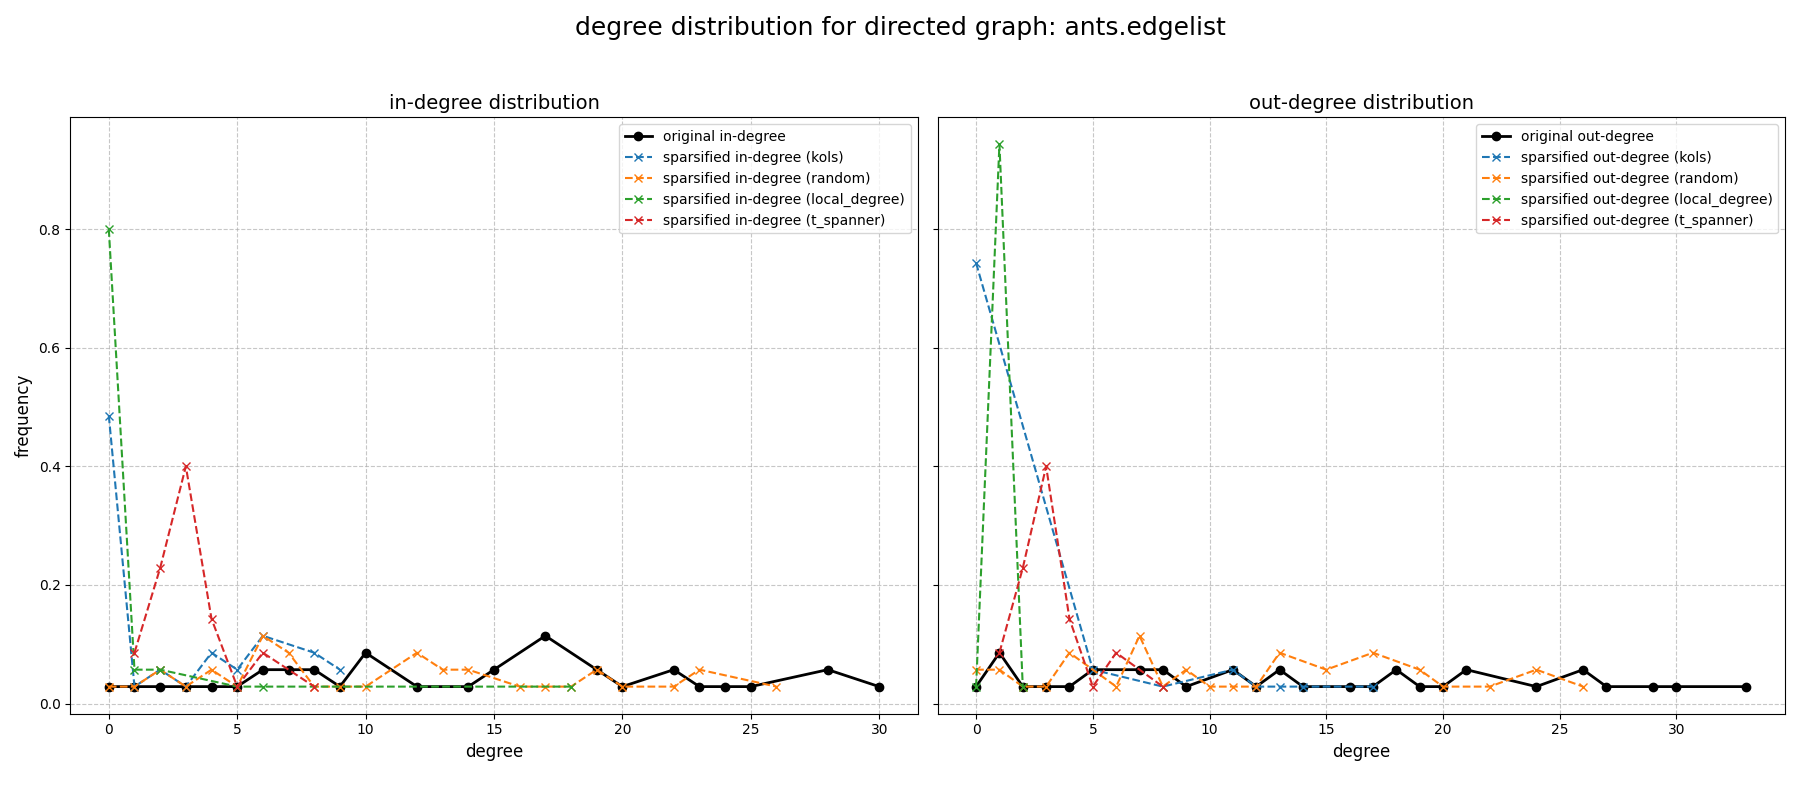 degree distribution for directed graph: ants.edgelist
in-degree distribution
original in-degree
sparsified in-degree (kols)
sparsified in-degree (random)
sparsified in-degree (local_degree)
sparsified in-degree (t_spanner)
frequency
0.8
0.6
0.4
0.2
0.0
0 5 10 15 20 25 30
degree
out-degree distribution
original out-degree
sparsified out-degree (kols)
sparsified out-degree (random)
sparsified out-degree (local_degree)
sparsified out-degree (t_spanner)
0 5 10 15 20 25 30
degree